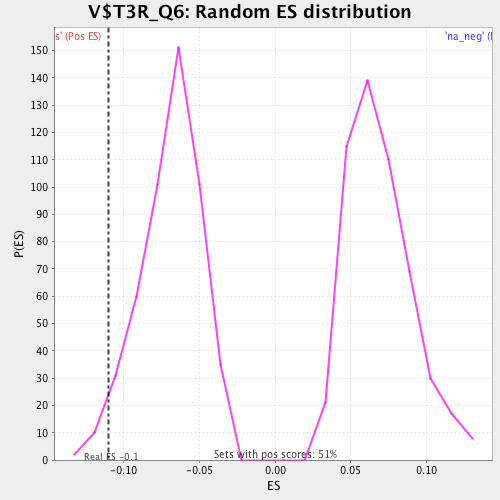 V$T3R_Q6: Random ES distribution
s' (Pos ES)
'na_neg' (
150
140
130
120
110
100
90
80
70
60
50
40
30
20
10
0
P(ES)
Real ES -0.1
Sets with pos scores: 51%
-0.10 -0.05 0.00 0.05 0.10
ES